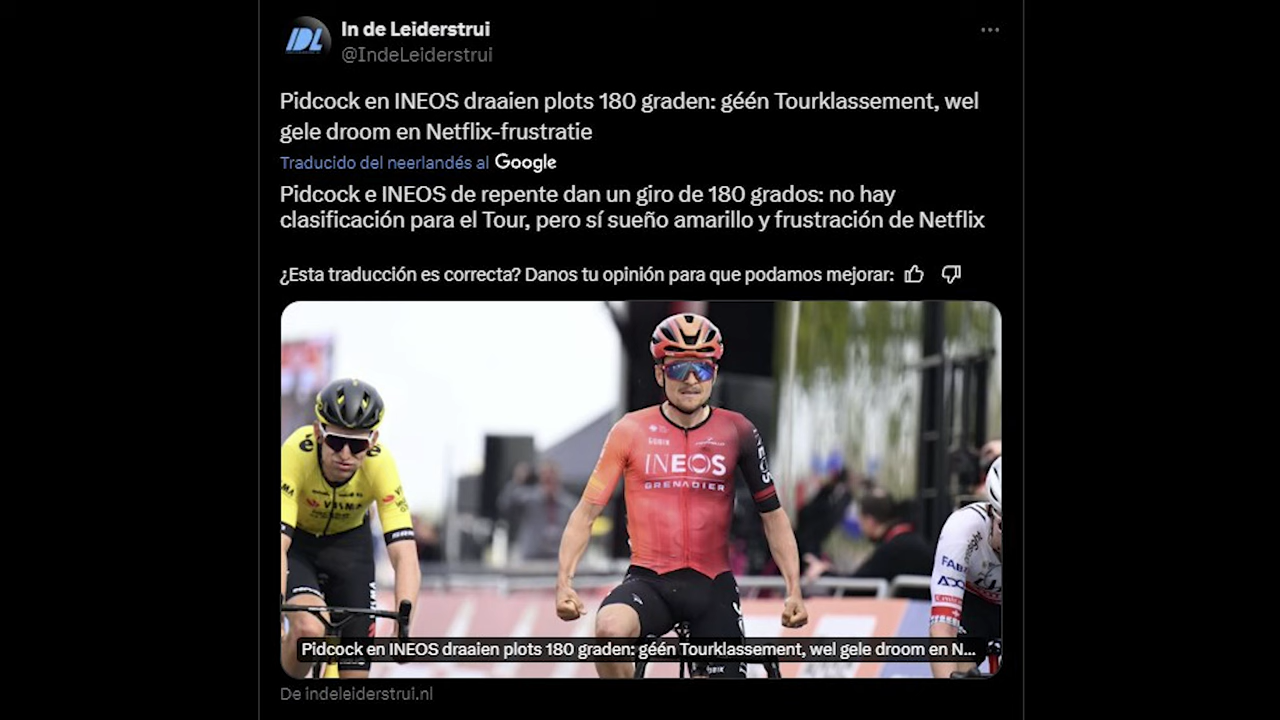 IDL
In de Leiderstrui
@IndeLeiderstrui
Pidcock en INEOS draaien plots 180 graden: géén Tourklassement, wel
gele droom en Netflix-frustratie
Traducido del neerlandés al Google
Pidcock e INEOS de repente dan un giro de 180 grados: no hay
clasificación para el Tour, pero sí sueño amarillo y frustración de Netflix
¿Esta traducción es correcta? Danos tu opinión para que podamos mejorar:
INEOS
GRENADIER
INEOS
VISMA
Pidcock en INEOS draaien plots 180 graden: géén Tourklassement, wel gele droom en N...
De indeleiderstrui.nl